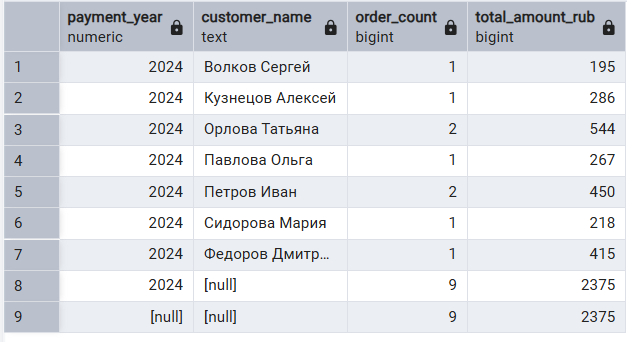 payment_year customer_name order_count total_amount_rub
numeric text bigint bigint
1 2024 Волков Сергей 1 195
2 2024 Кузнецов Алексей 1 286
3 2024 Орлова Татьяна 2 544
4 2024 Павлова Ольга 1 267
5 2024 Петров Иван 2 450
6 2024 Сидорова Мария 1 218
7 2024 Федоров Дмитр... 1 415
8 2024 [null] 9 2375
9 [null] [null] 9 2375